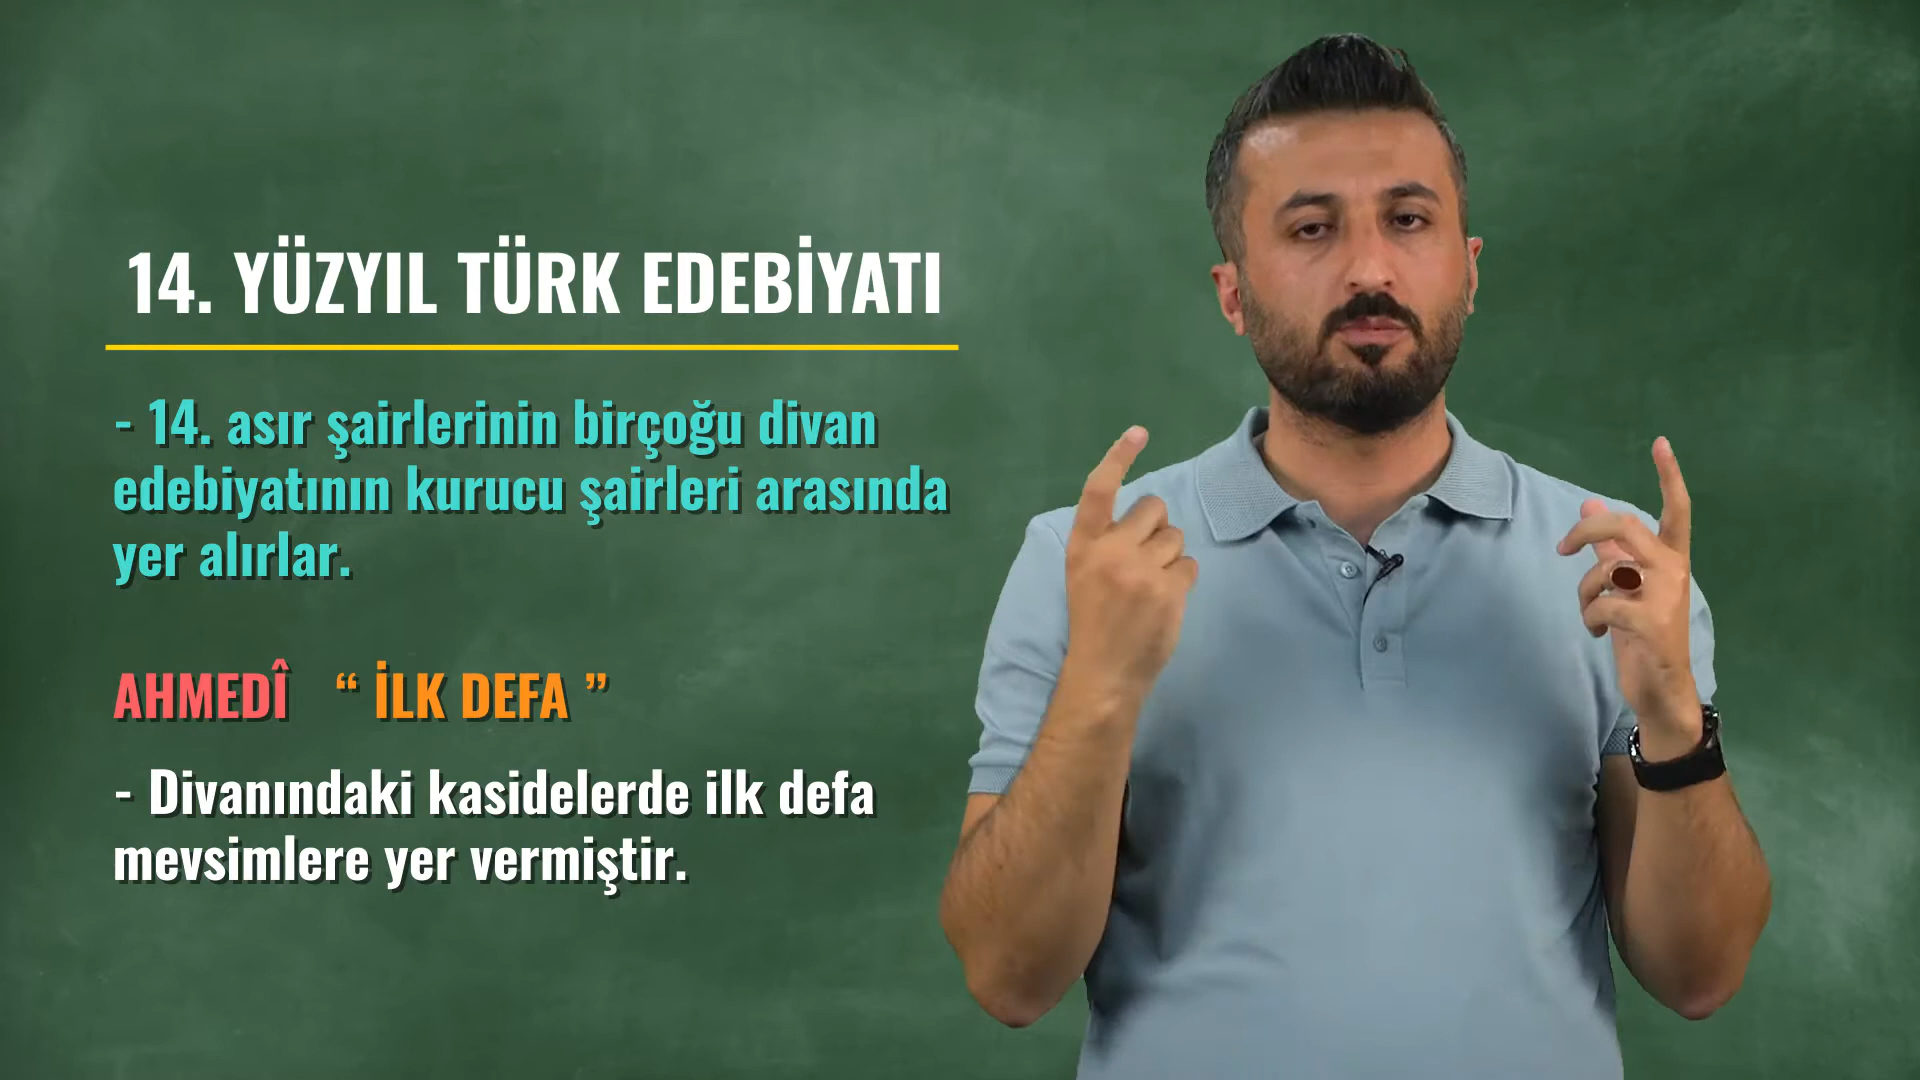 14. YÜZYIL TÜRK EDEBİYATI
- 14. asır şairlerinin birçoğu divan
edebiyatının kurucu şairleri arasında
yer alırlar.
AHMEDÎ “ İLK DEFA ”
- Divanındaki kasidelerde ilk defa
mevsimlere yer vermiştir.